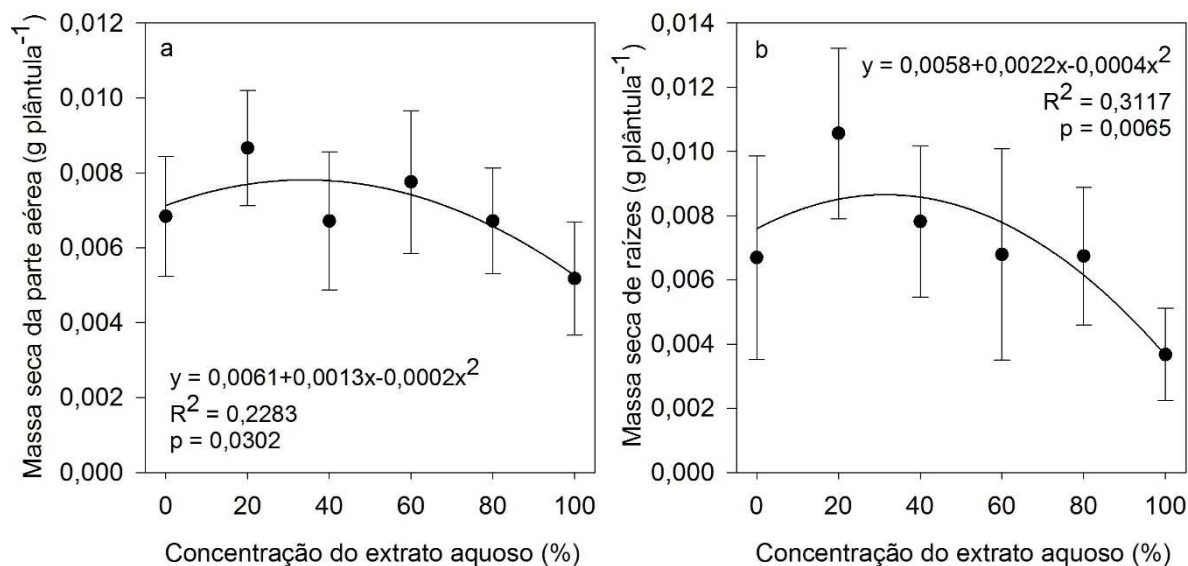 a
Massa seca da parte aérea (g plântula⁻¹)
0,012
0,010
0,008
0,006
0,004
0,002
0,000
y = 0,0061+0,0013x-0,0002x²
R² = 0,2283
p = 0,0302
0 20 40 60 80 100
Concentração do extrato aquoso (%)
b
Massa seca de raízes (g plântula⁻¹)
0,014
0,012
0,010
0,008
0,006
0,004
0,002
0,000
y = 0,0058+0,0022x-0,0004x²
R² = 0,3117
p = 0,0065
0 20 40 60 80 100
Concentração do extrato aquoso (%)